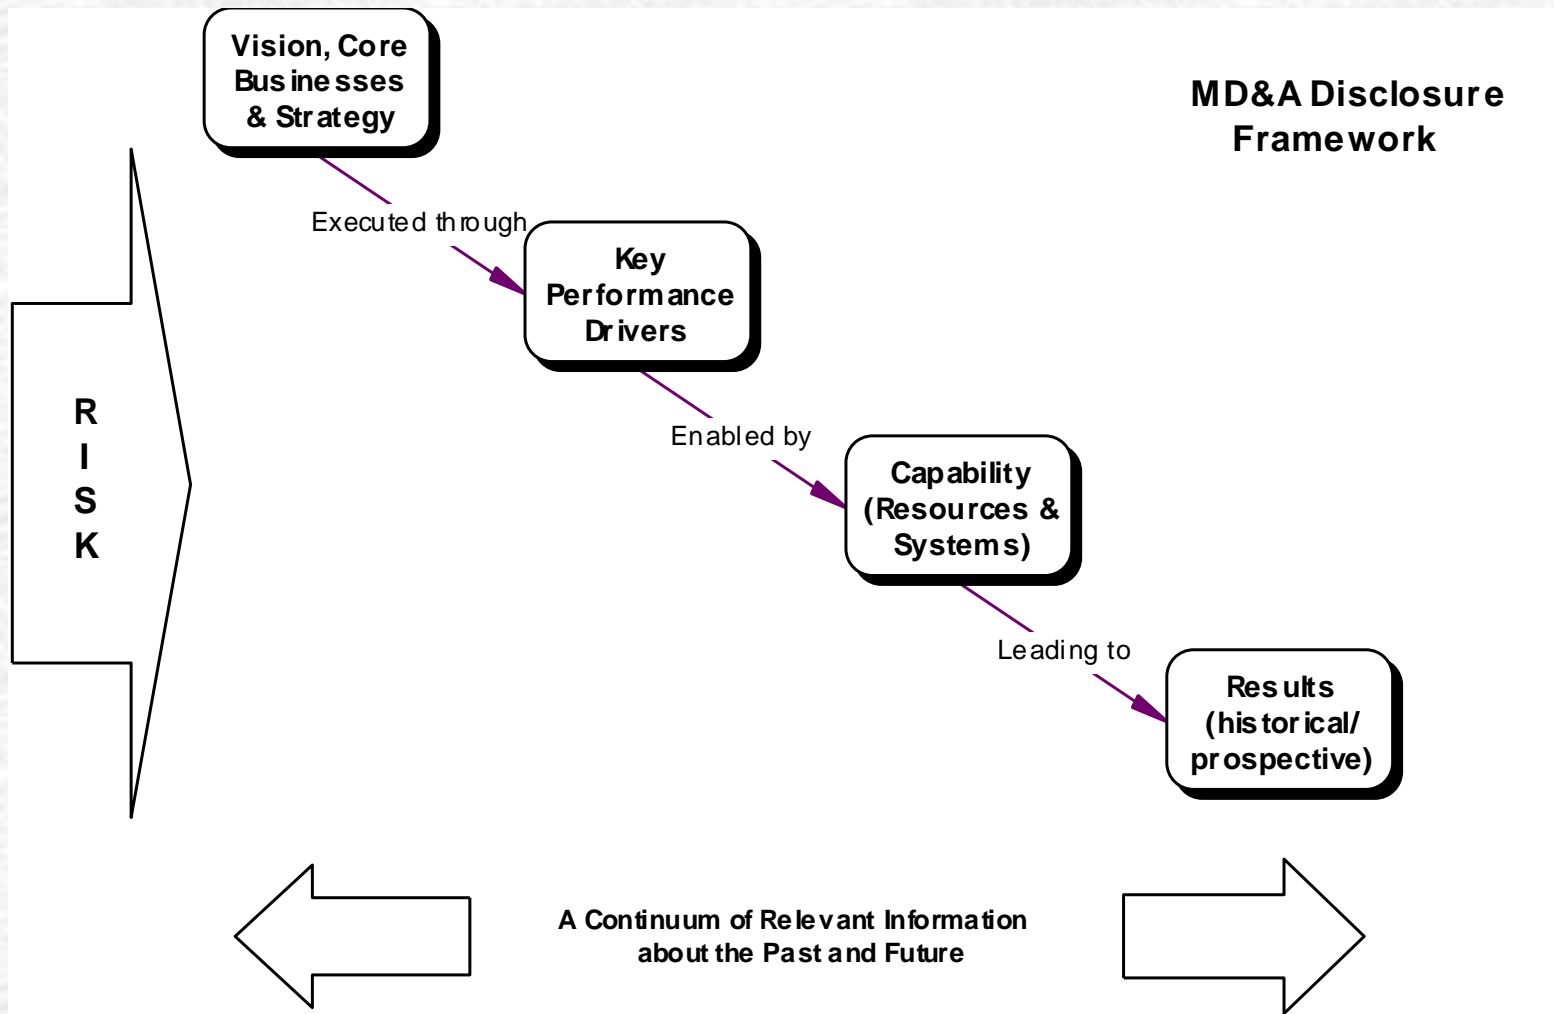 Vision, Core
Businesses
& Strategy
MD&A Disclosure
Framework
Executed through
Key
Performance
Drivers
R
I
S
K
Enabled by
Capability
(Resources &
Systems)
Leading to
Results
(historical/
prospective)
A Continuum of Relevant Information
about the Past and Future